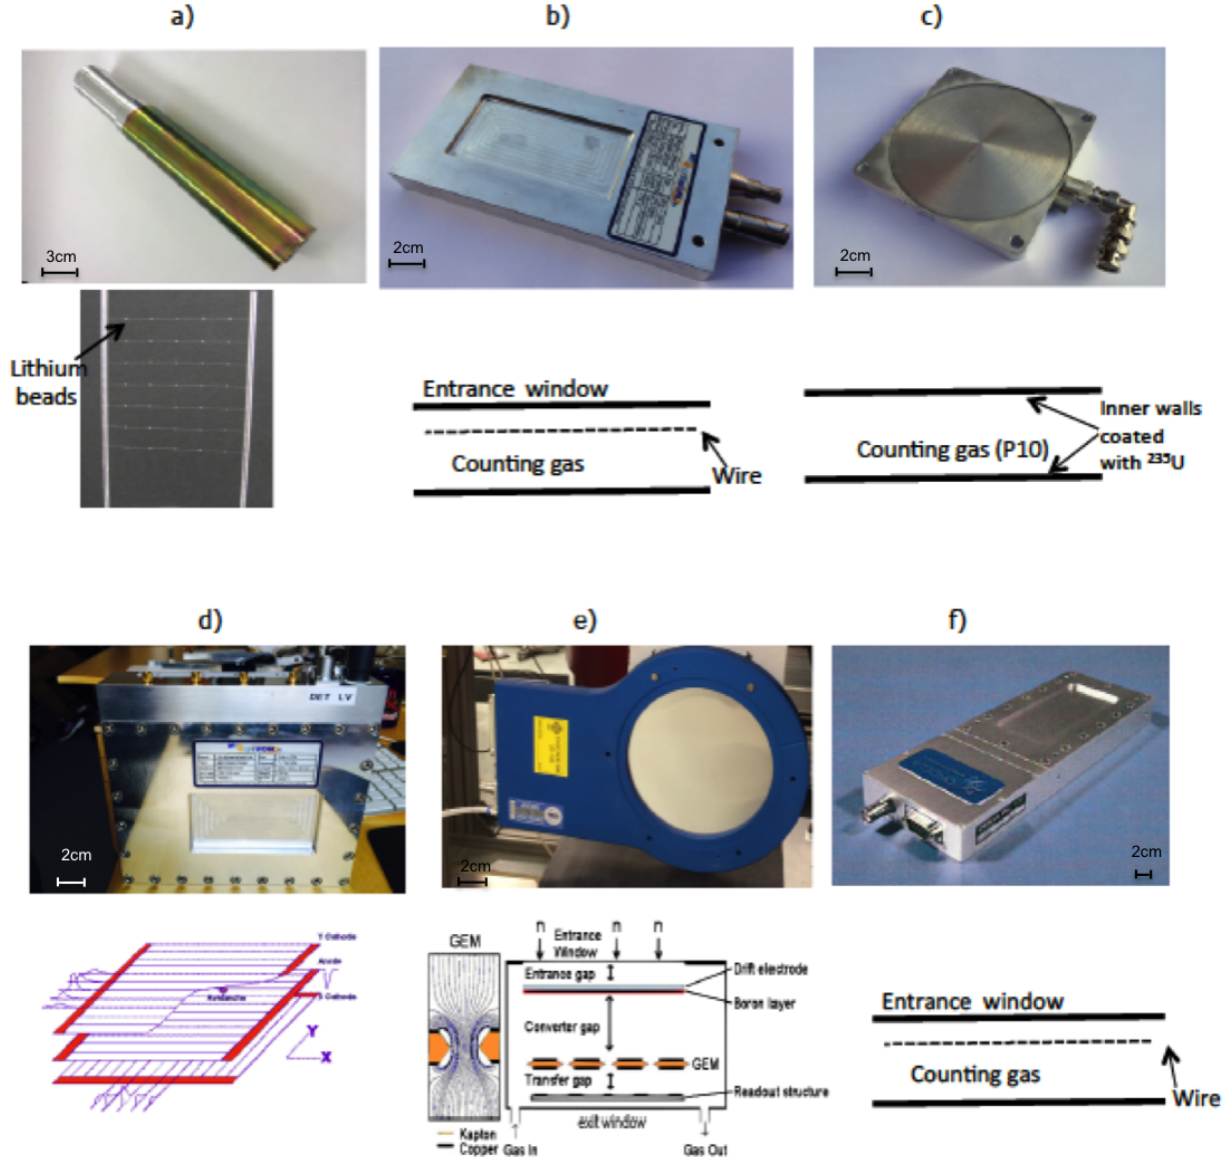 a)
b)
c)
3cm
2cm
2cm
Lithium
beads
Entrance window
Counting gas
Wire
Counting gas (P10)
Inner walls
coated
with ²³⁵U
d)
e)
f)
DET LV
2cm
2cm
2cm
Y Cathode
Anode
Avalanche
X Cathode
Y
X
GEM
n
n
n
Entrance
Window
Entrance gap
Drift electrode
Boron layer
Converter gap
GEM
Transfer gap
Readout structure
exit window
Kapton
Copper
Gas In
Gas Out
Entrance window
Counting gas
Wire